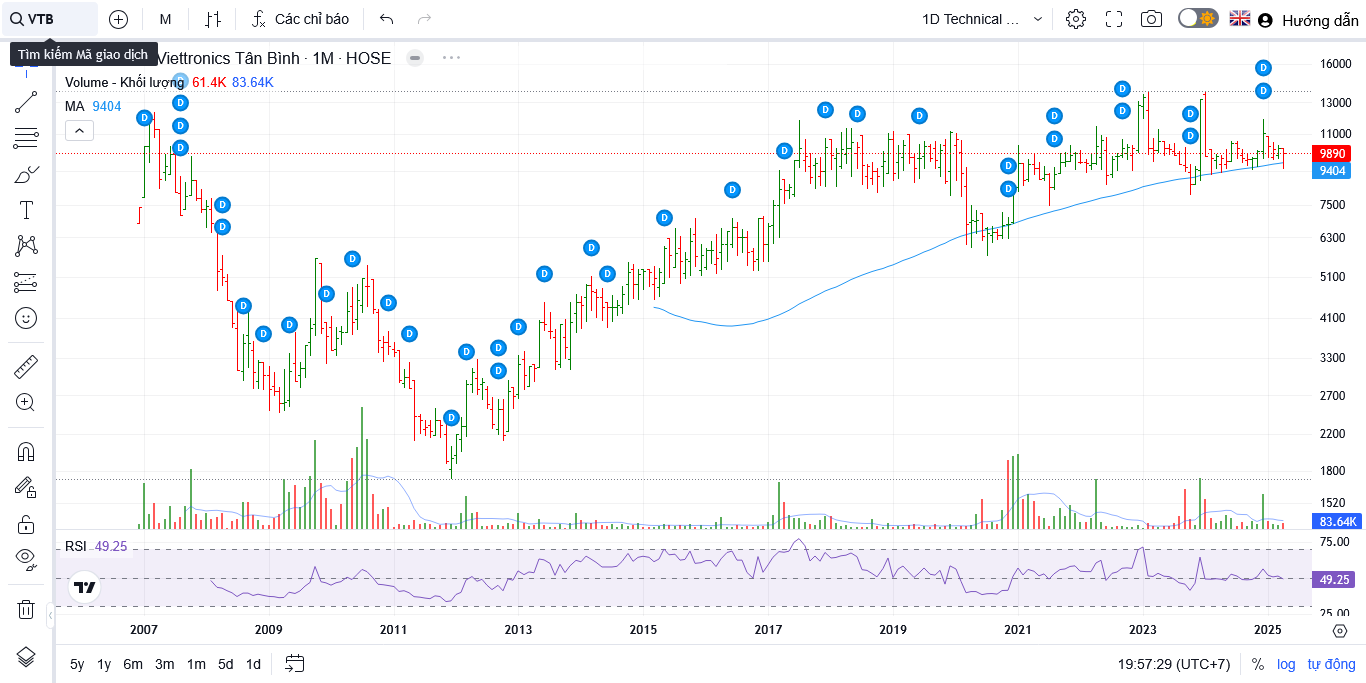 VTB
M
Các chỉ báo
1D Technical ...
Hướng dẫn
Tìm kiếm Mã giao dịch
Viettronics Tân Bình · 1M · HOSE
Volume - Khối lượng 61.4K 83.64K
MA 9404
D D D D D D D D D D D D D D D D D D D D D D D D D D D D D D D D D D D D D D D D D
16000
13000
11000
9890
9404
7500
6300
5100
4100
3300
2700
2200
1800
1520
83.64K
RSI 49.25
75.00
49.25
25.00
2007 2009 2011 2013 2015 2017 2019 2021 2023 2025
5y 1y 6m 3m 1m 5d 1d
19:57:29 (UTC+7) % log tự động